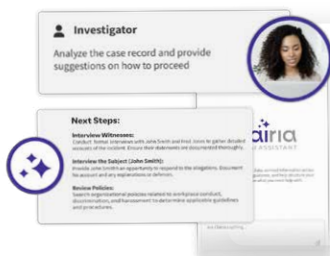 Investigator
Analyze the case record and provide
suggestions on how to proceed
airia
ASSISTANT
Next Steps:
Interview Witnesses:
Conduct formal interviews with John Smith and Fred Jones to gather detailed
accounts of the incident. Ensure their statements are documented thoroughly.
Interview the Subject (John Smith):
Provide John Smith an opportunity to respond to the allegations. Document
his account and any explanations or defenses.
Review Policies:
Search organizational policies related to workplace conduct,
discrimination, and harassment to determine applicable guidelines
and procedures.